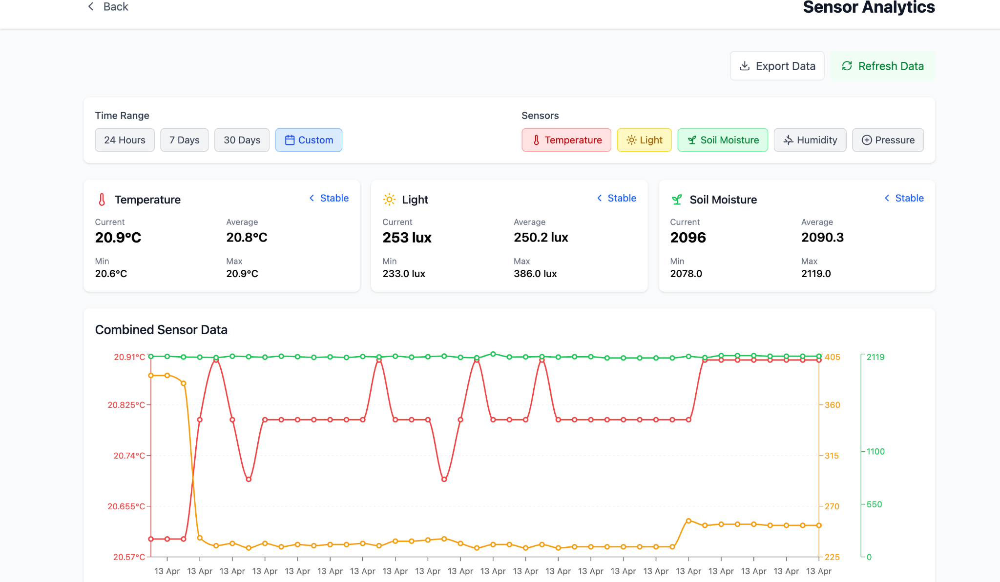 Back
Sensor Analytics
Export Data
Refresh Data
Time Range
Sensors
24 Hours
7 Days
30 Days
Custom
Temperature
Light
Soil Moisture
Humidity
Pressure
Temperature
Stable
Current
Average
20.9°C
20.8°C
Min
Max
20.6°C
20.9°C
Light
Stable
Current
Average
253 lux
250.2 lux
Min
Max
233.0 lux
386.0 lux
Soil Moisture
Stable
Current
Average
2096
2090.3
Min
Max
2078.0
2119.0
Combined Sensor Data
20.91°C
20.825°C
20.74°C
20.655°C
20.57°C
405
360
315
270
225
2119
1100
550
0
13 Apr 13 Apr 13 Apr 13 Apr 13 Apr 13 Apr 13 Apr 13 Apr 13 Apr 13 Apr 13 Apr 13 Apr 13 Apr 13 Apr 13 Apr 13 Apr 13 Apr 13 Apr 13 Apr 13 Apr 13 Apr